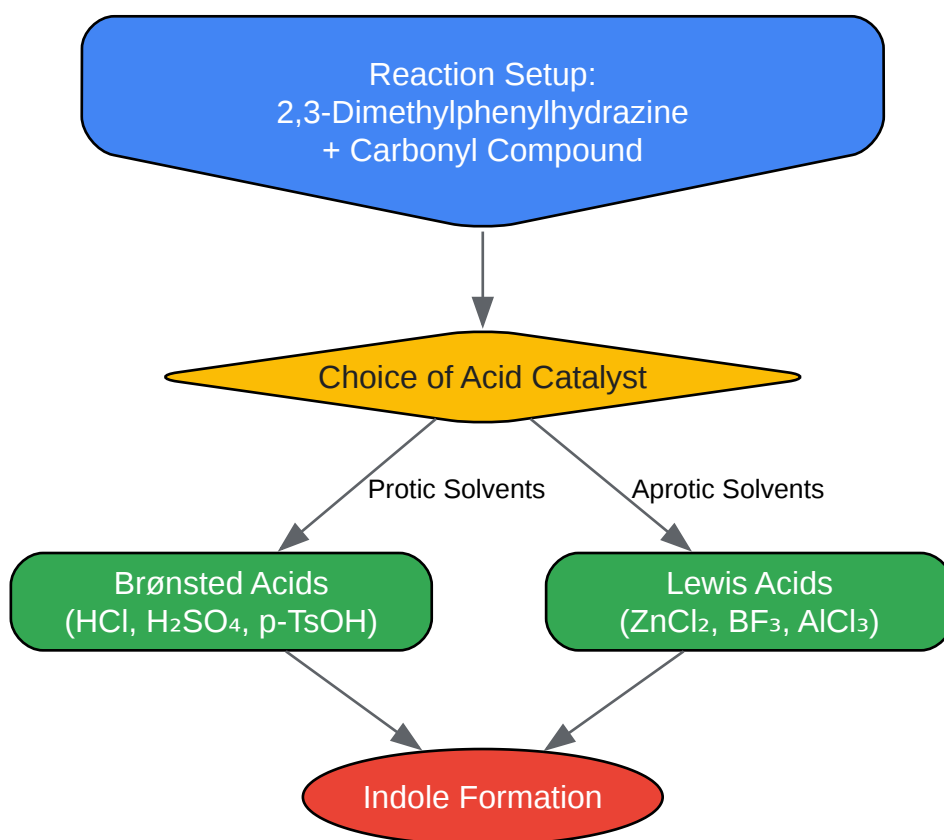 Reaction Setup:
2,3-Dimethylphenylhydrazine
+ Carbonyl Compound
Choice of Acid Catalyst
Protic Solvents
Aprotic Solvents
Brønsted Acids
(HCl, H₂SO₄, p-TsOH)
Lewis Acids
(ZnCl₂, BF₃, AlCl₃)
Indole Formation